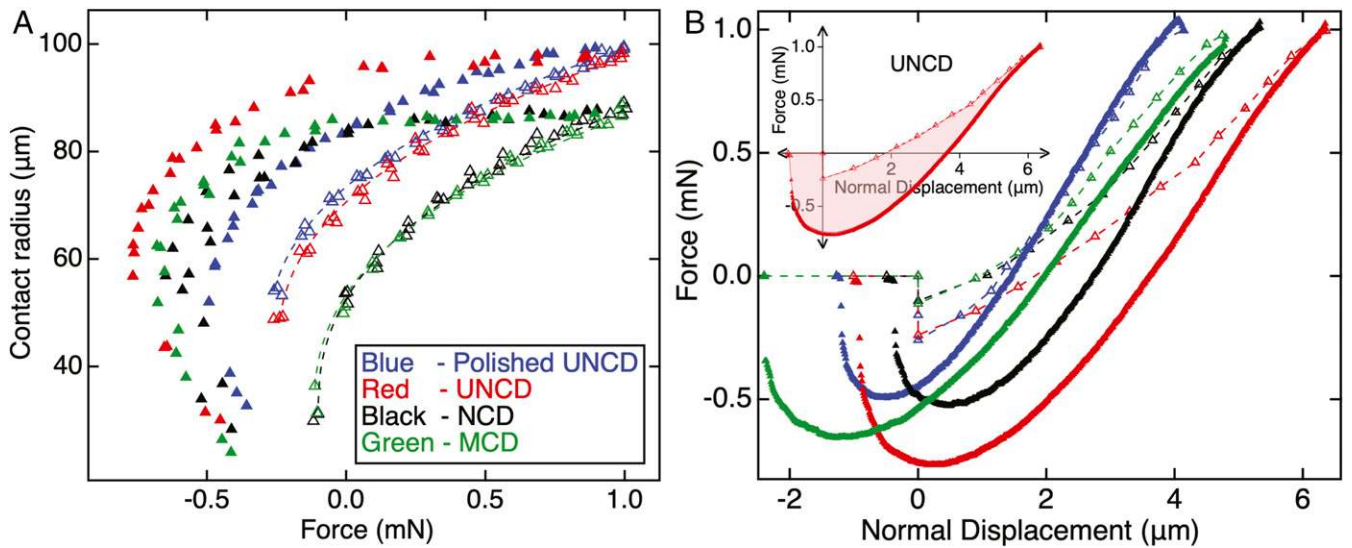 A
100
80
60
40
Contact radius (µm)
-0.5
0.0
0.5
1.0
Force (mN)
Blue - Polished UNCD
Red - UNCD
Black - NCD
Green - MCD
B
1.0
0.5
0.0
-0.5
Force (mN)
-2
0
2
4
6
Normal Displacement (µm)
UNCD
1.0
0.5
-0.5
Force (mN)
2
4
6
Normal Displacement (µm)